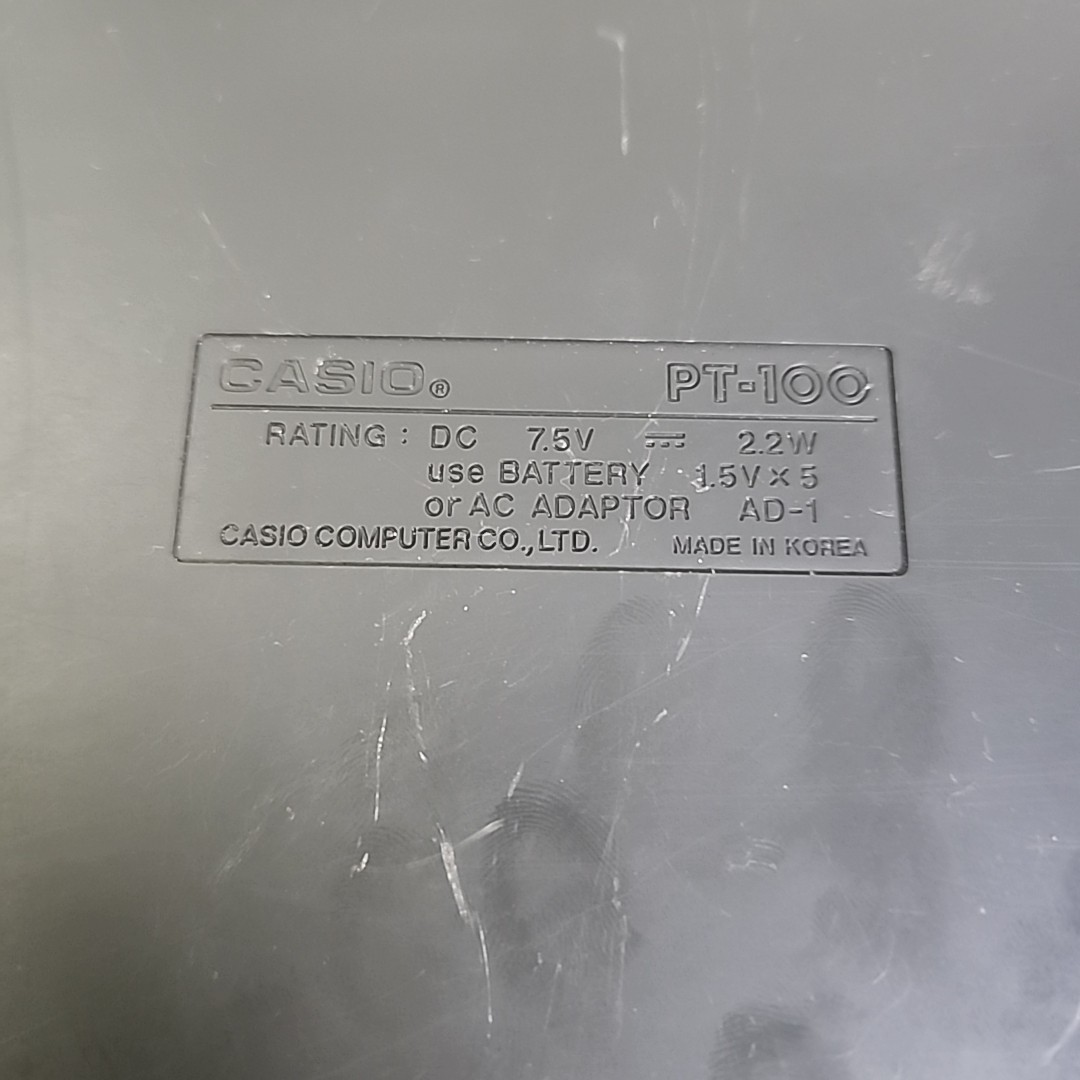 CASIO® PT-100
RATING : DC 7.5V ⎓ 2.2W
use BATTERY 1.5V × 5
or AC ADAPTOR AD-1
CASIO COMPUTER CO.,LTD. MADE IN KOREA